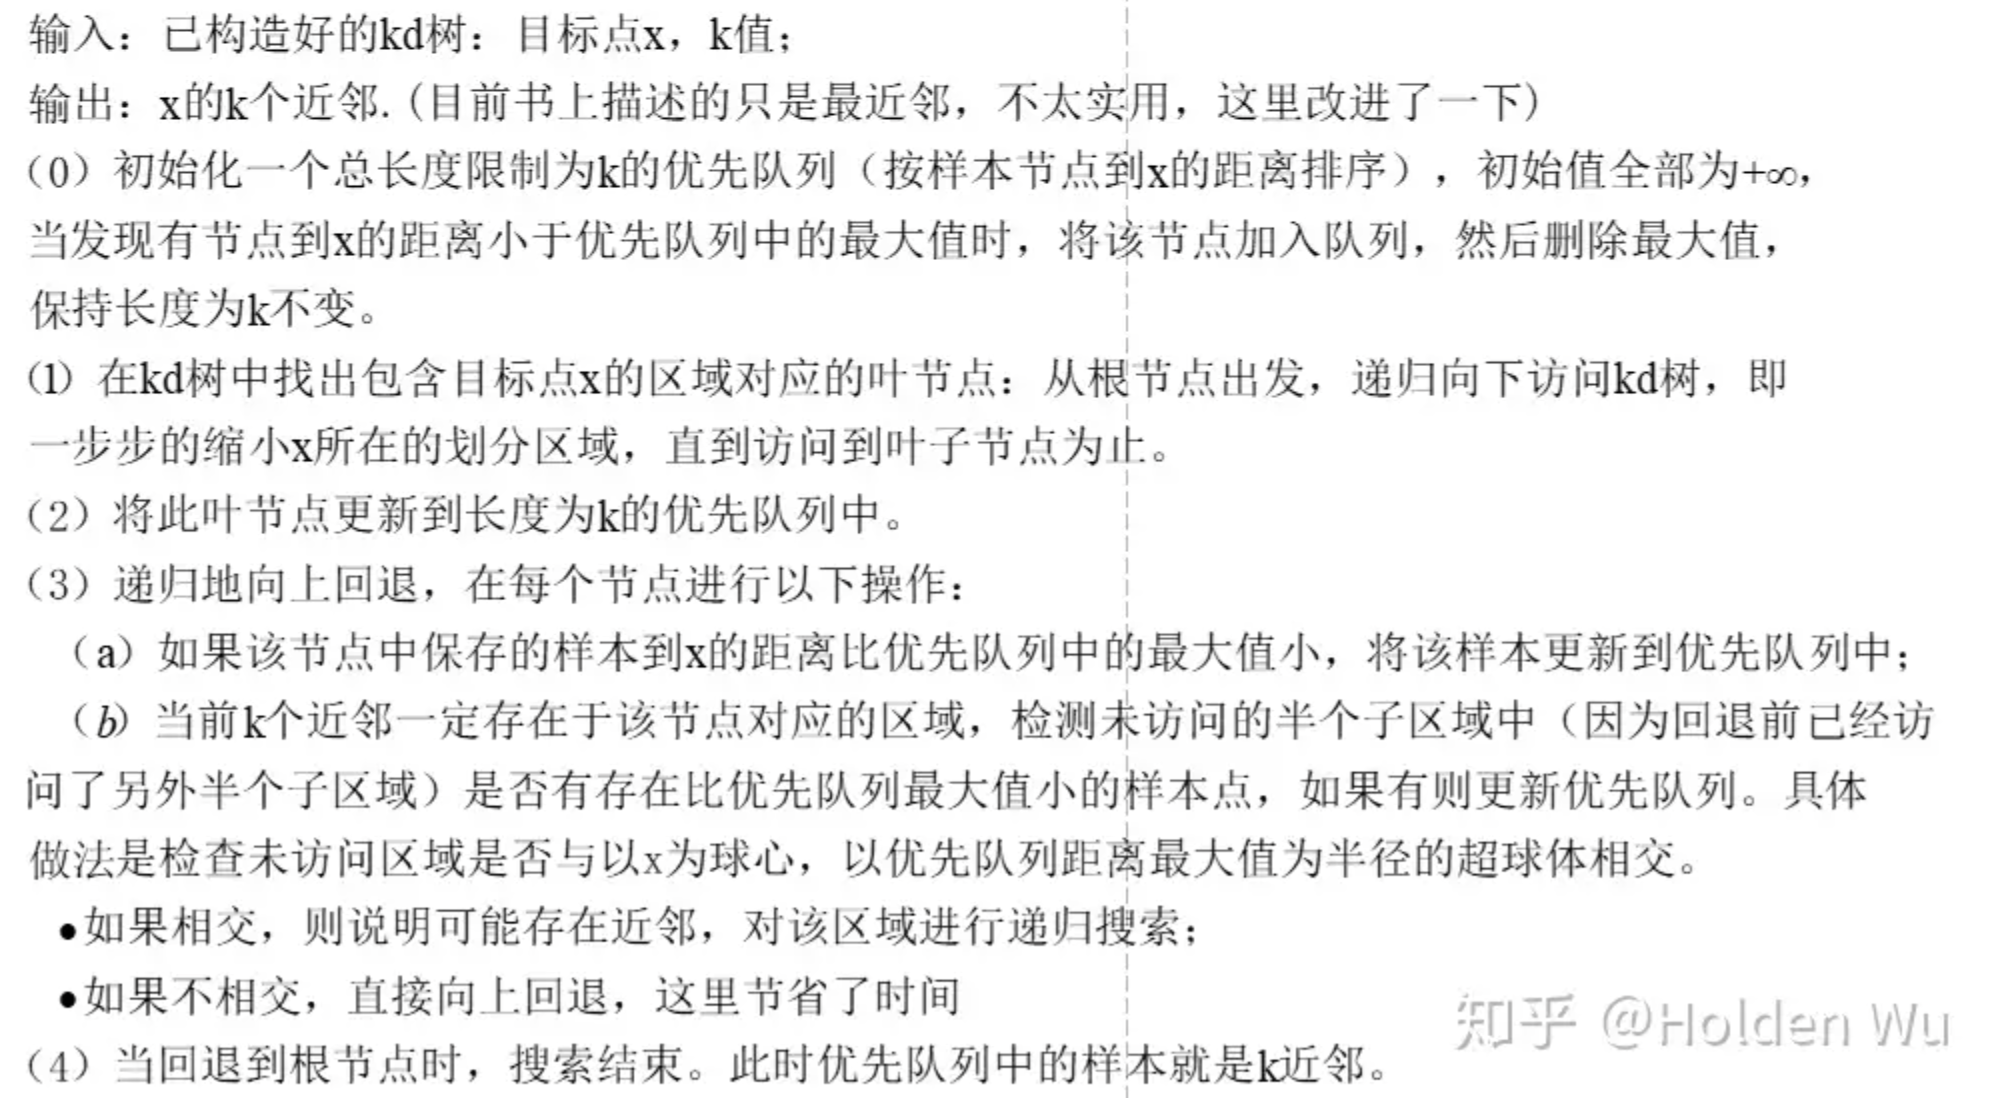 输入：已构造好的kd树：目标点x，k值；
输出：x的k个近邻.(目前书上描述的只是最近邻，不太实用，这里改进了一下)
（0）初始化一个总长度限制为k的优先队列（按样本节点到x的距离排序），初始值全部为+∞，
当发现有节点到x的距离小于优先队列中的最大值时，将该节点加入队列，然后删除最大值，
保持长度为k不变。
(1) 在kd树中找出包含目标点x的区域对应的叶节点：从根节点出发，递归向下访问kd树，即
一步步的缩小x所在的划分区域，直到访问到叶子节点为止。
（2）将此叶节点更新到长度为k的优先队列中。
（3）递归地向上回退，在每个节点进行以下操作：
（a）如果该节点中保存的样本到x的距离比优先队列中的最大值小，将该样本更新到优先队列中；
（b）当前k个近邻一定存在于该节点对应的区域，检测未访问的半个子区域中（因为回退前已经访
问了另外半个子区域）是否有存在比优先队列最大值小的样本点，如果有则更新优先队列。具体
做法是检查未访问区域是否与以x为球心，以优先队列距离最大值为半径的超球体相交。
•如果相交，则说明可能存在近邻，对该区域进行递归搜索；
•如果不相交，直接向上回退，这里节省了时间
（4）当回退到根节点时，搜索结束。此时优先队列中的样本就是k近邻。
知乎 @Holden Wu